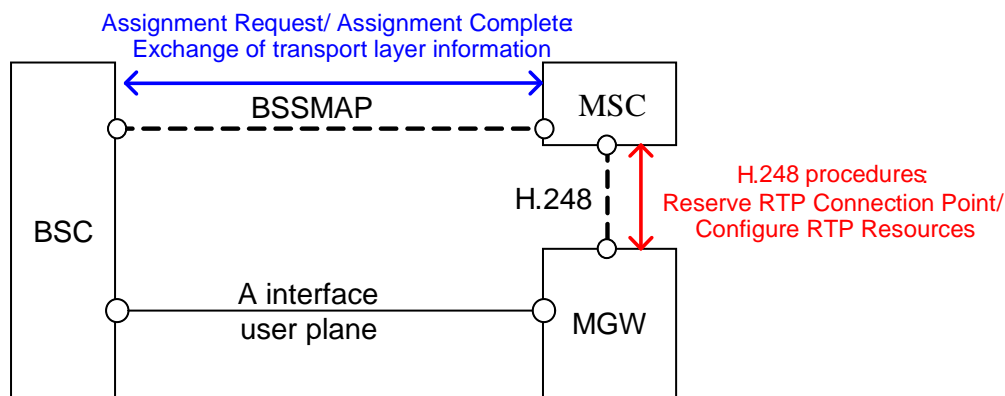 Assignment Request/ Assignment Complete:
Exchange of transport layer information
BSSMAP
MSC
H.248
H.248 procedures:
Reserve RTP Connection Point/
Configure RTP Resources
BSC
A interface
user plane
MGW